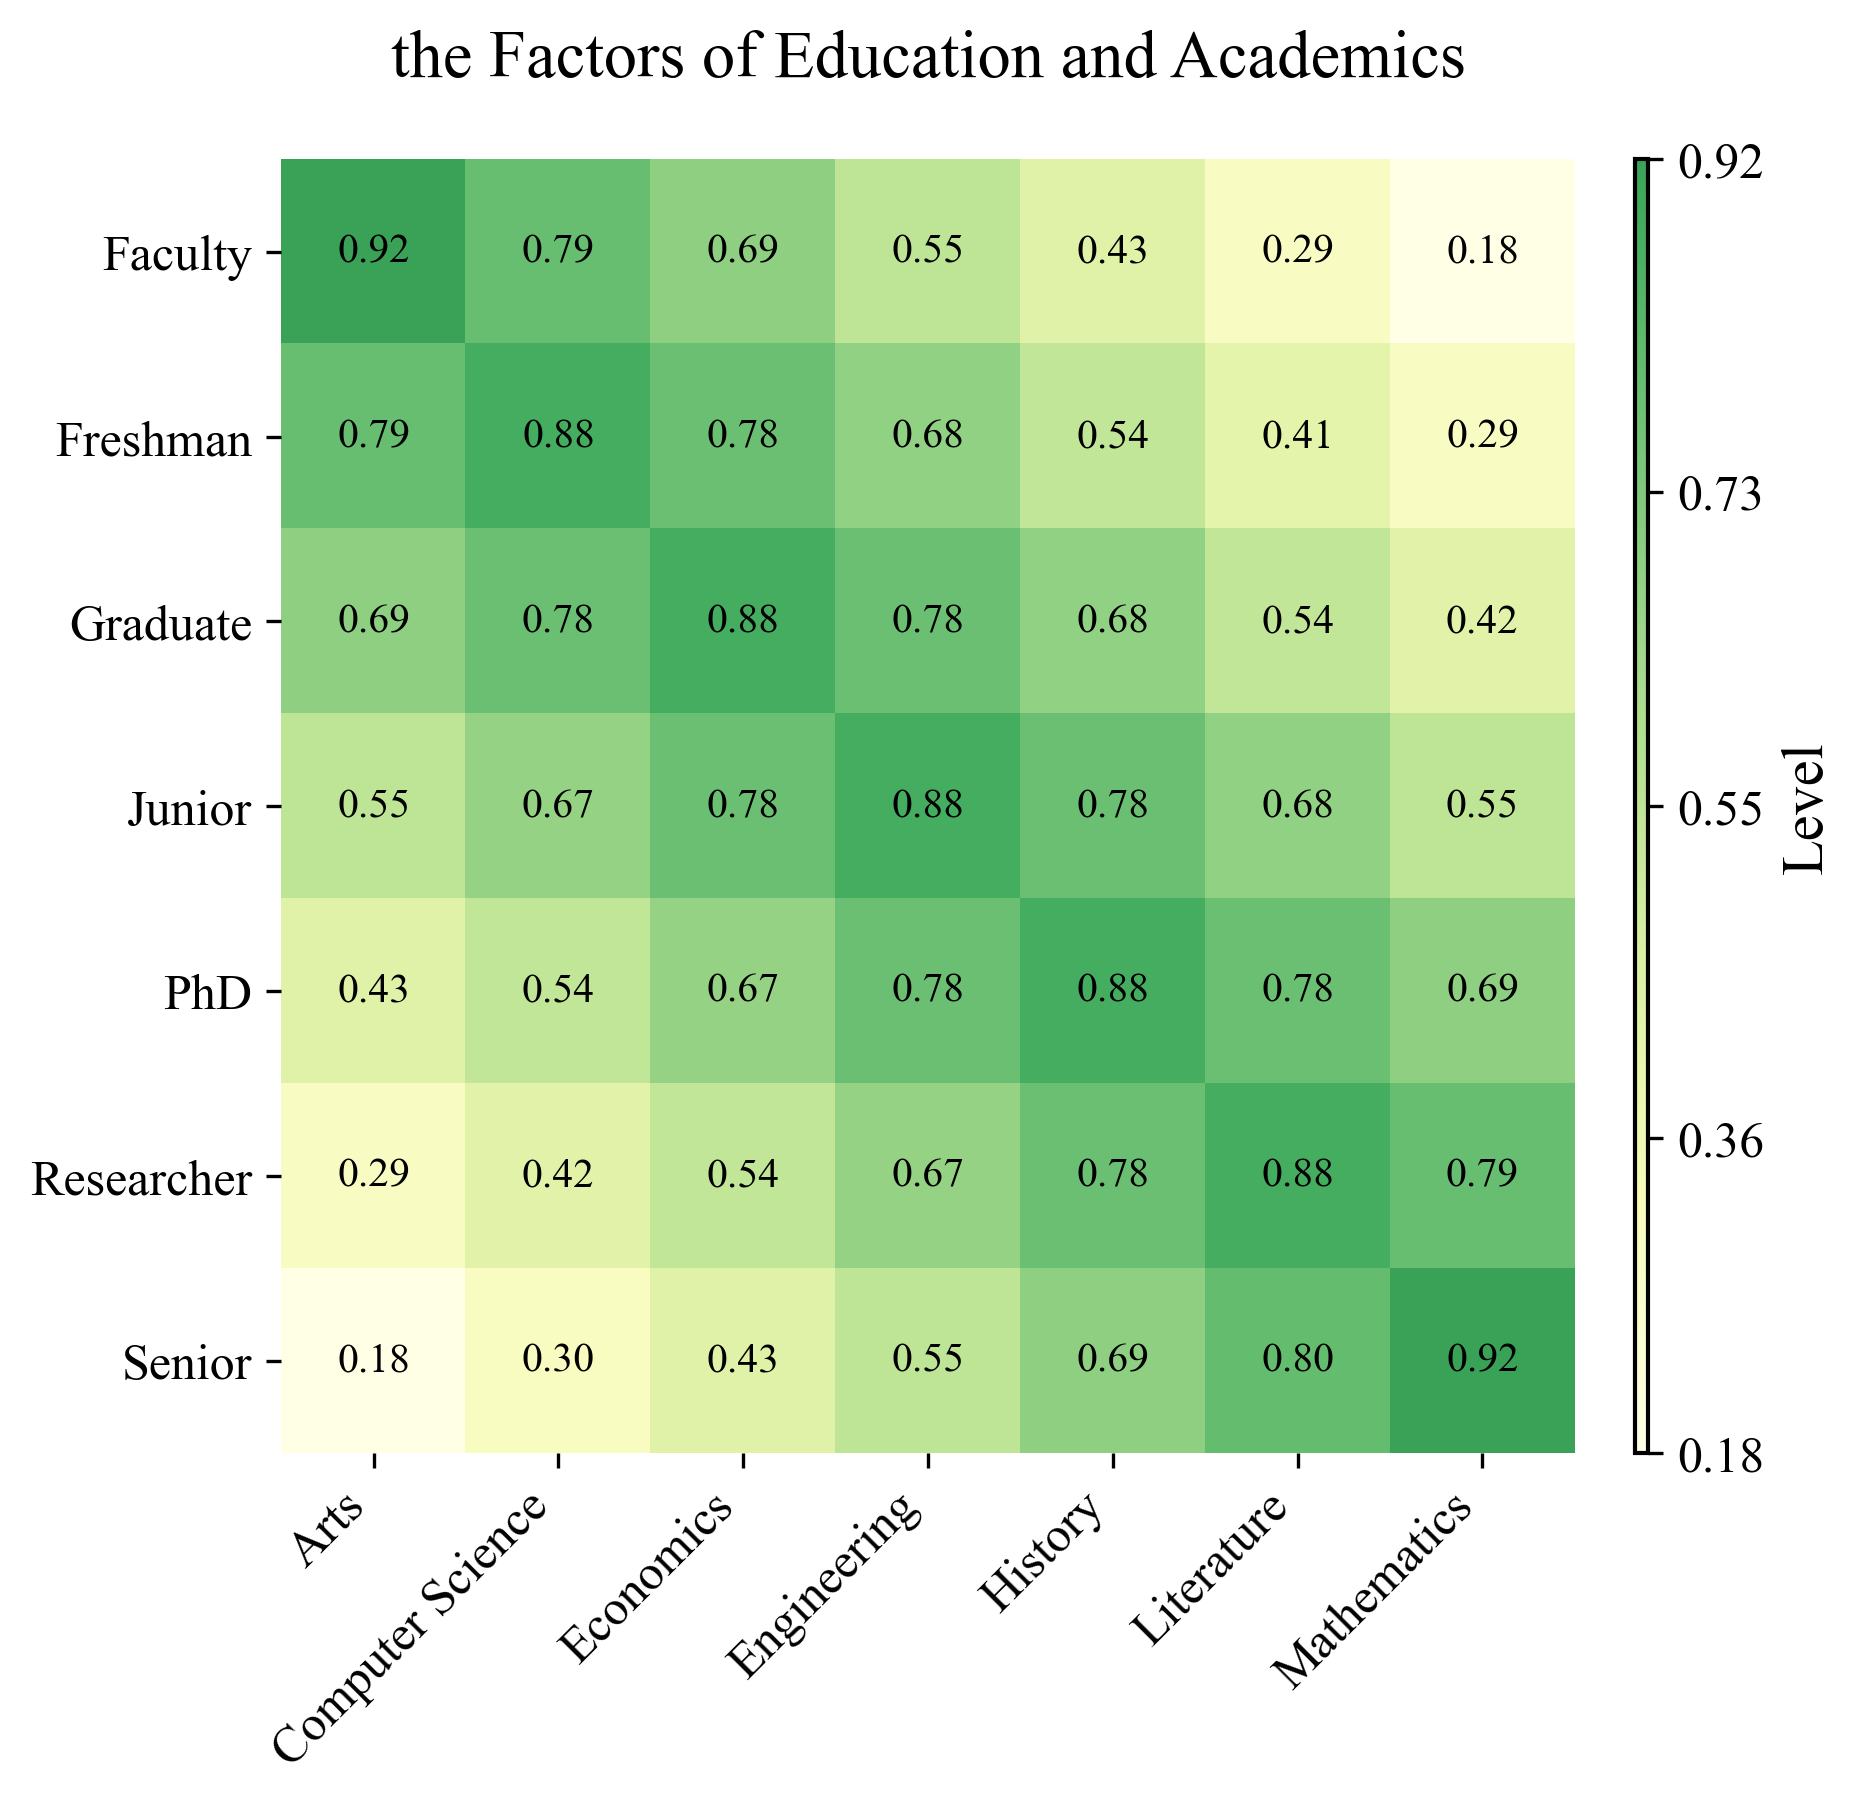 the Factors of Education and Academics
Faculty 0.92 0.79 0.69 0.55 0.43 0.29 0.18
Freshman 0.79 0.88 0.78 0.68 0.54 0.41 0.29
Graduate 0.69 0.78 0.88 0.78 0.68 0.54 0.42
Junior 0.55 0.67 0.78 0.88 0.78 0.68 0.55
PhD 0.43 0.54 0.67 0.78 0.88 0.78 0.69
Researcher 0.29 0.42 0.54 0.67 0.78 0.88 0.79
Senior 0.18 0.30 0.43 0.55 0.69 0.80 0.92
Arts
Computer Science
Economics
Engineering
History
Literature
Mathematics
0.92
0.73
0.55
0.36
0.18
Level